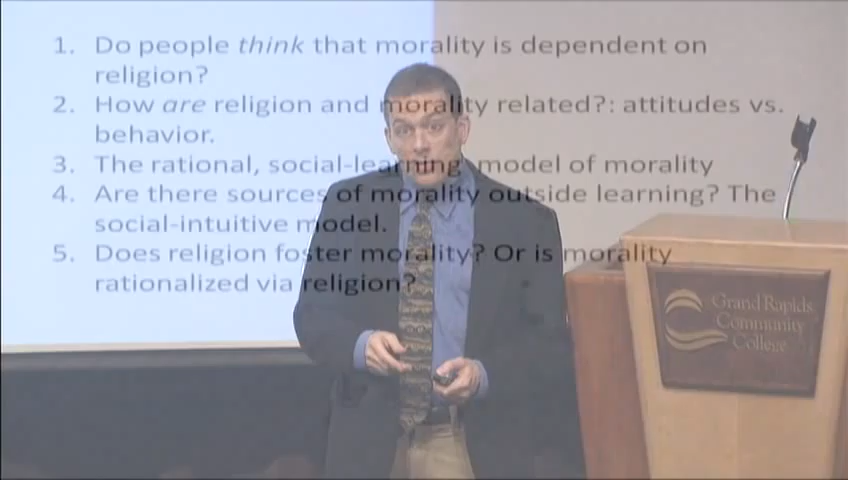 1. Do people think that morality is dependent on
religion?
2. How are religion and morality related?: attitudes vs.
behavior.
3. The rational, social-learning model of morality
4. Are there sources of morality outside learning? The
social-intuitive model.
5. Does religion foster morality? Or is morality
rationalized via religion?
Grand Rapids
Community
College